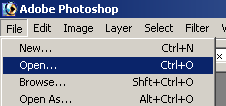 Adobe Photoshop
File Edit Image Layer Select Filter
New... Ctrl+N
Open... Ctrl+O
Browse... Shft+Ctrl+O
Open As... Alt+Ctrl+O